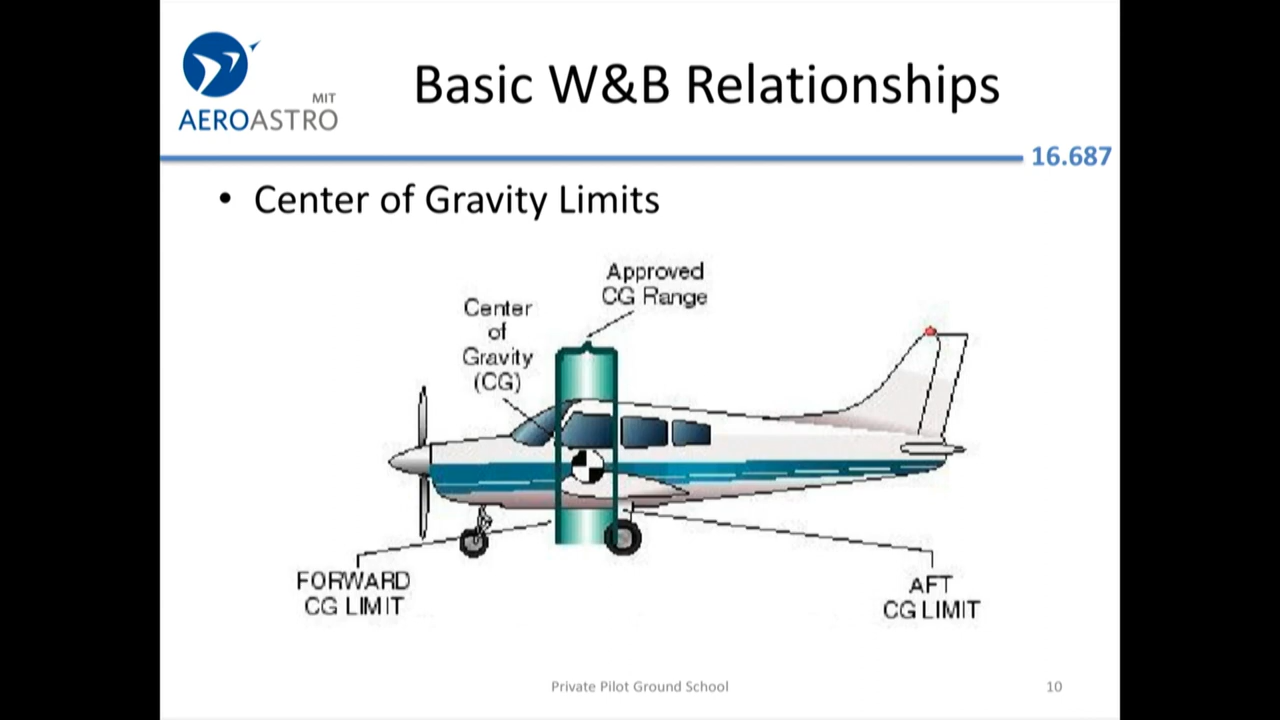 MIT
AEROASTRO
Basic W&B Relationships
16.687
• Center of Gravity Limits
Approved
CG Range
Center
of
Gravity
(CG)
FORWARD
CG LIMIT
AFT
CG LIMIT
Private Pilot Ground School
10